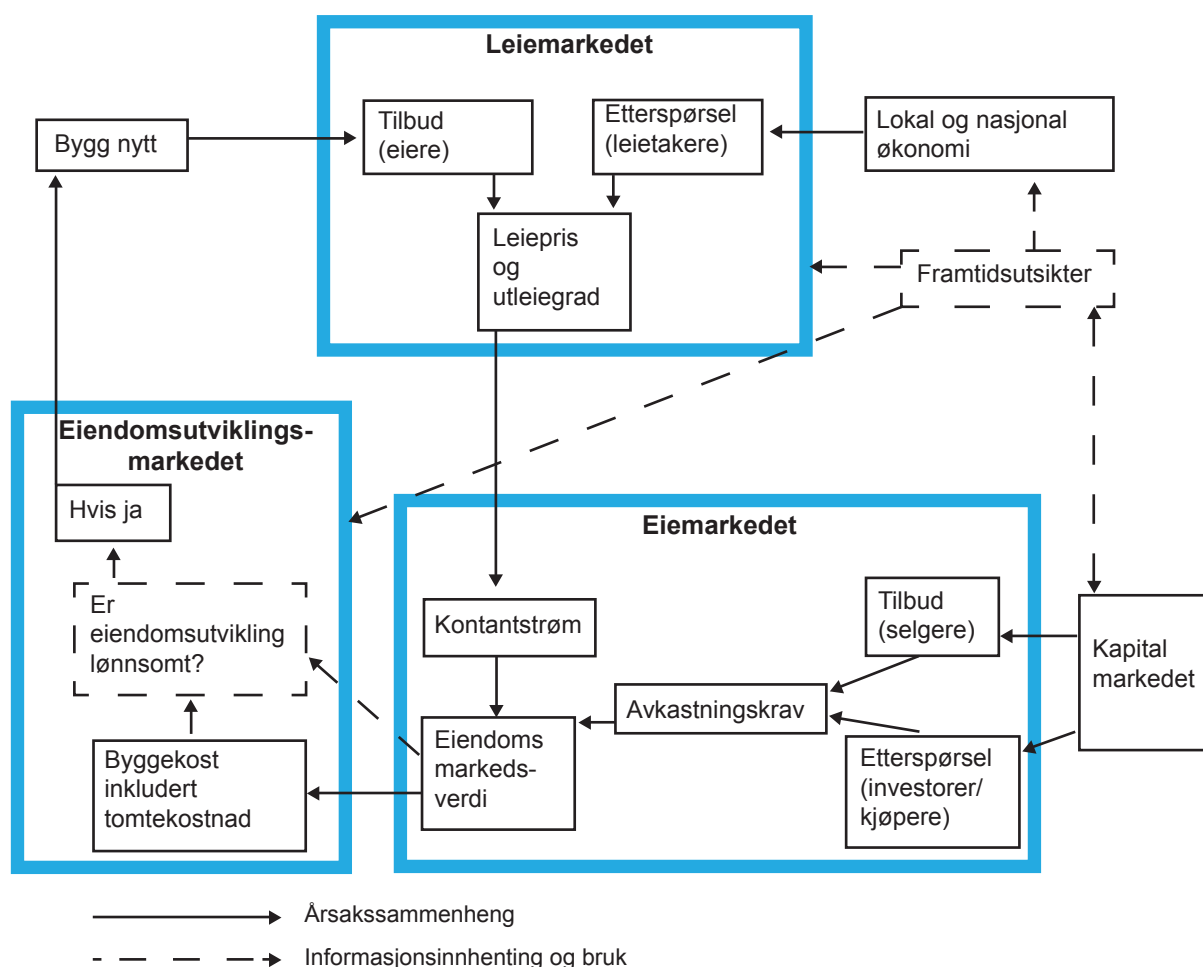 Leiemarkedet
Bygg nytt
Tilbud
(eiere)
Etterspørsel
(leietakere)
Lokal og nasjonal
økonomi
Leiepris
og
utleiegrad
Framtidsutsikter
Eiendomsutviklings-
markedet
Hvis ja
Er
eiendomsutvikling
lønnsomt?
Byggekost
inkludert
tomtekostnad
Eiemarkedet
Kontantstrøm
Tilbud
(selgere)
Avkastningskrav
Eiendoms
markeds-
verdi
Etterspørsel
(investorer/
kjøpere)
Kapital
markedet
Årsakssammenheng
Informasjonsinnhenting og bruk